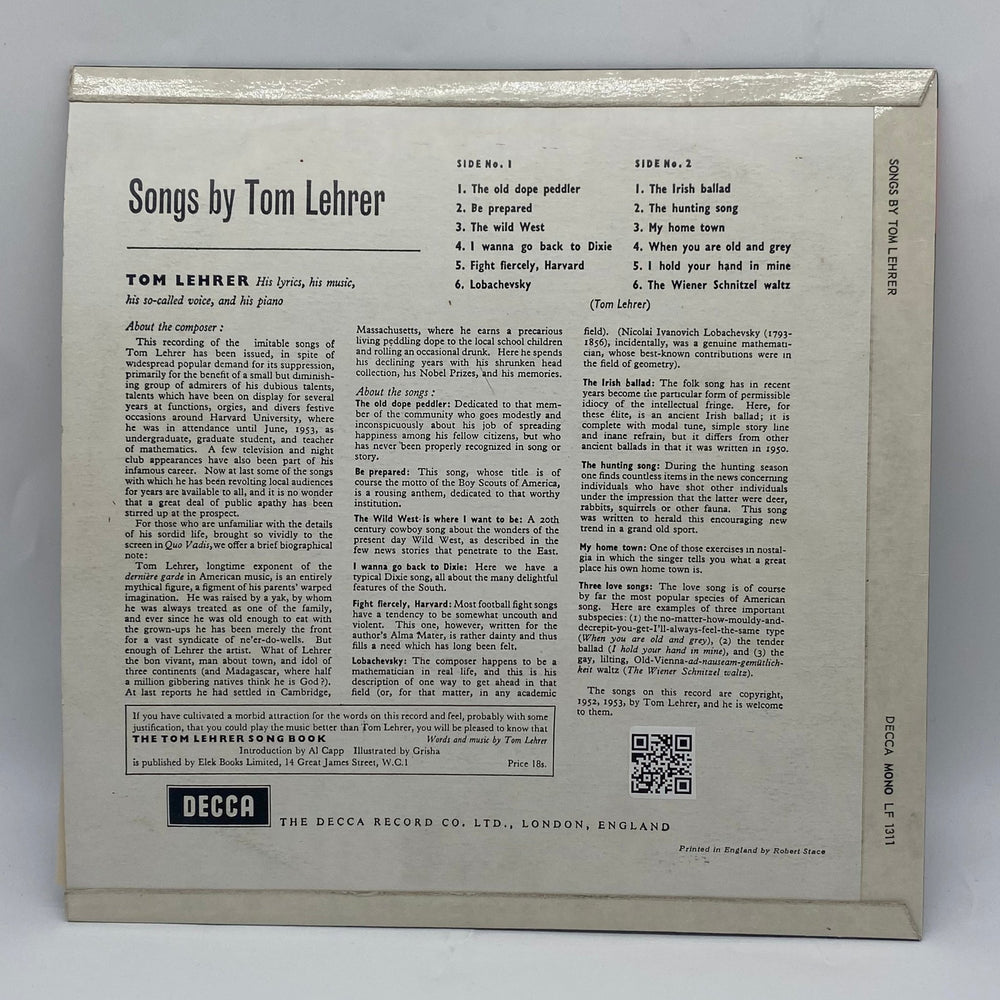 Songs by Tom Lehrer
TOM LEHRER His lyrics, his music,
his so-called voice, and his piano
SIDE No. 1
1. The old dope peddler
2. Be prepared
3. The wild West
4. I wanna go back to Dixie
5. Fight fiercely, Harvard
6. Lobachevsky
SIDE No. 2
1. The Irish ballad
2. The hunting song
3. My home town
4. When you are old and grey
5. I hold your hand in mine
6. The Wiener Schnitzel waltz
(Tom Lehrer)
About the composer :
This recording of the imitable songs of
Tom Lehrer has been issued, in spite of
widespread popular demand for its suppression,
primarily for the benefit of a small but diminish-
ing group of admirers of his dubious talents,
talents which have been on display for several
years at functions, orgies, and divers festive
occasions around Harvard University, where
he was in attendance until June, 1953, as
undergraduate, graduate student, and teacher
of mathematics. A few television and night
club appearances have also been part of his
infamous career. Now at last some of the songs
with which he has been revolting local audiences
for years are available to all, and it is no wonder
that a great deal of public apathy has been
stirred up at the prospect.
For those who are unfamiliar with the details
of his sordid life, brought so vividly to the
screen in Quo Vadis, we offer a brief biographical
note:
Tom Lehrer, longtime exponent of the
dernière garde in American music, is an entirely
mythical figure, a figment of his parents' warped
imagination. He was raised by a yak, by whom
he was always treated as one of the family,
and ever since he was old enough to eat with
the grown-ups he has been merely the front
for a vast syndicate of ne'er-do-wells. But
enough of Lehrer the artist. What of Lehrer
the bon vivant, man about town, and idol of
three continents (and Madagascar, where half
a million gibbering natives think he is God?).
At last reports he had settled in Cambridge,
Massachusetts, where he earns a precarious
living peddling dope to the local school children
and rolling an occasional drunk. Here he spends
his declining years with his shrunken head
collection, his Nobel Prizes, and his memories.
About the songs :
The old dope peddler: Dedicated to that mem-
ber of the community who goes modestly and
inconspicuously about his job of spreading
happiness among his fellow citizens, but who
has never been properly recognized in song or
story.
Be prepared: This song, whose title is of
course the motto of the Boy Scouts of America,
is a rousing anthem, dedicated to that worthy
institution.
The Wild West is where I want to be: A 20th
century cowboy song about the wonders of the
present day Wild West, as described in the
few news stories that penetrate to the East.
I wanna go back to Dixie: Here we have a
typical Dixie song, all about the many delightful
features of the South.
Fight fiercely, Harvard: Most football fight songs
have a tendency to be somewhat uncouth and
violent. This one, however, written for the
author's Alma Mater, is rather dainty and thus
fills a need which has long been felt.
Lobachevsky: The composer happens to be a
mathematician in real life, and this is his
description of one way to get ahead in that
field (or, for that matter, in any academic
field). (Nicolai Ivanovich Lobachevsky (1793-
1856), incidentally, was a genuine mathemati-
cian, whose best-known contributions were in
the field of geometry).
The Irish ballad: The folk song has in recent
years become the particular form of permissible
idiocy of the intellectual fringe. Here, for
these élite, is an ancient Irish ballad; it is
complete with modal tune, simple story line
and inane refrain, but it differs from other
ancient ballads in that it was written in 1950.
The hunting song: During the hunting season
one finds countless items in the news concerning
individuals who have shot other individuals
under the impression that the latter were deer,
rabbits, squirrels or other fauna. This song
was written to herald this encouraging new
trend in a grand old sport.
My home town: One of those exercises in nostal-
gia in which the singer tells you what a great
place his own home town is.
Three love songs: The love song is of course
by far the most popular species of American
song. Here are examples of three important
subspecies: (1) the no-matter-how-mouldy-and-
decrepit-you-get-I'll-always-feel-the-same type
(When you are old and grey), (2) the tender
ballad (I hold your hand in mine), and (3) the
gay, lilting, Old-Vienna-ad-nauseam-gemütlich-
keit waltz (The Wiener Schnitzel waltz).
The songs on this record are copyright,
1952, 1953, by Tom Lehrer, and he is welcome
to them.
If you have cultivated a morbid attraction for the words on this record and feel, probably with some
justification, that you could play the music better than Tom Lehrer, you will be pleased to know that
THE TOM LEHRER SONG BOOK Words and music by Tom Lehrer
Introduction by Al Capp Illustrated by Grisha
is published by Elek Books Limited, 14 Great James Street, W.C.1 Price 18s.
DECCA
THE DECCA RECORD CO. LTD., LONDON, ENGLAND
Printed in England by Robert Stace
SONGS BY TOM LEHRER
DECCA MONO LF 1311